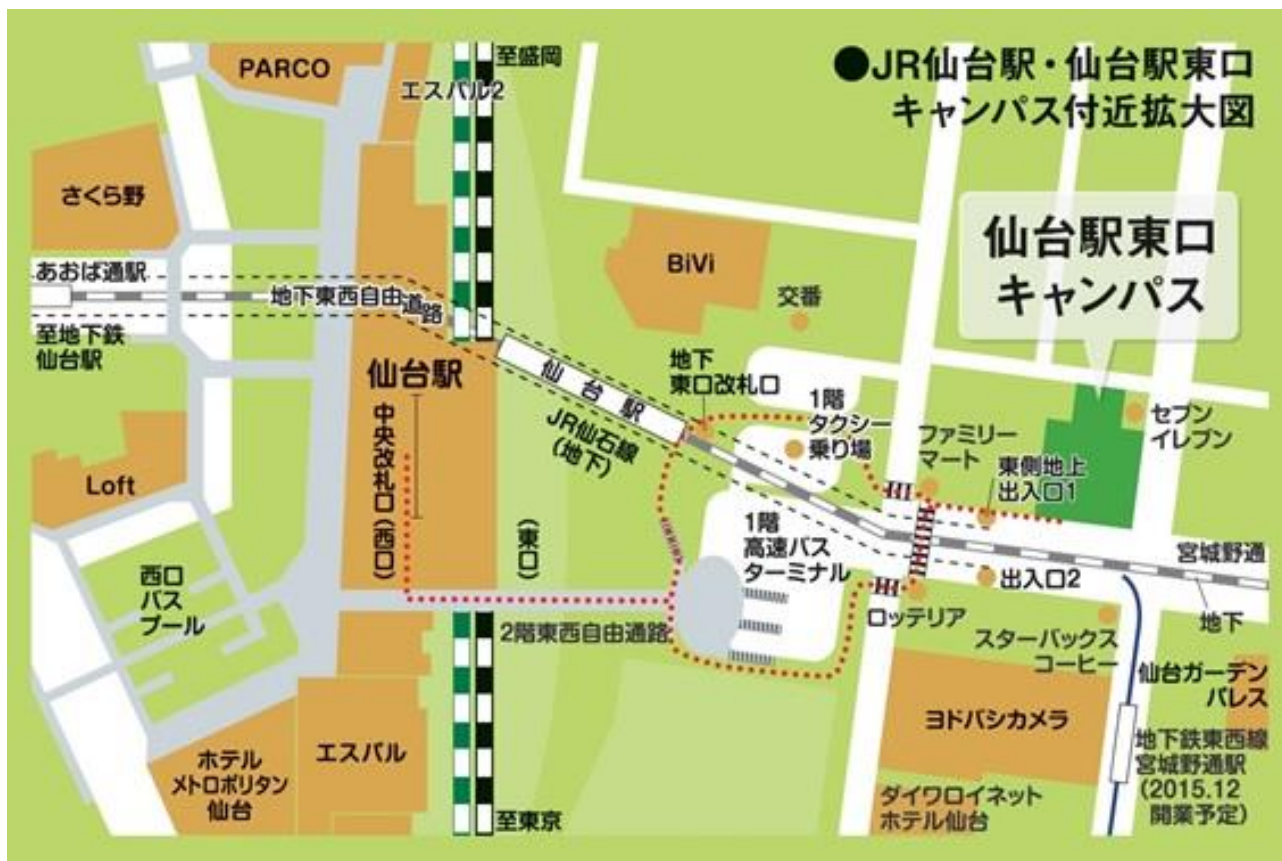 ●JR仙台駅・仙台駅東口
キャンパス付近拡大図
PARCO
エスパル2
至盛岡
さくら野
あおば通駅
地下東西自由道路
至地下鉄
仙台駅
仙台駅
中央改札口(西口)
Loft
西口
バス
プール
ホテル
メトロポリタン
仙台
エスパル
至東京
(東口)
2階東西自由通路
仙台駅
JR仙石線
(地下)
BiVi
交番
地下
東口改札口
1階
タクシー
乗り場
1階
高速バス
ターミナル
仙台駅東口
キャンパス
セブン
イレブン
ファミリー
マート
東側地上
出入口1
宮城野通
地下
出入口2
ロッテリア
スターバックス
コーヒー
ヨドバシカメラ
ダイワロイネット
ホテル仙台
仙台ガーデン
パレス
地下鉄東西線
宮城野通駅
(2015.12
開業予定)